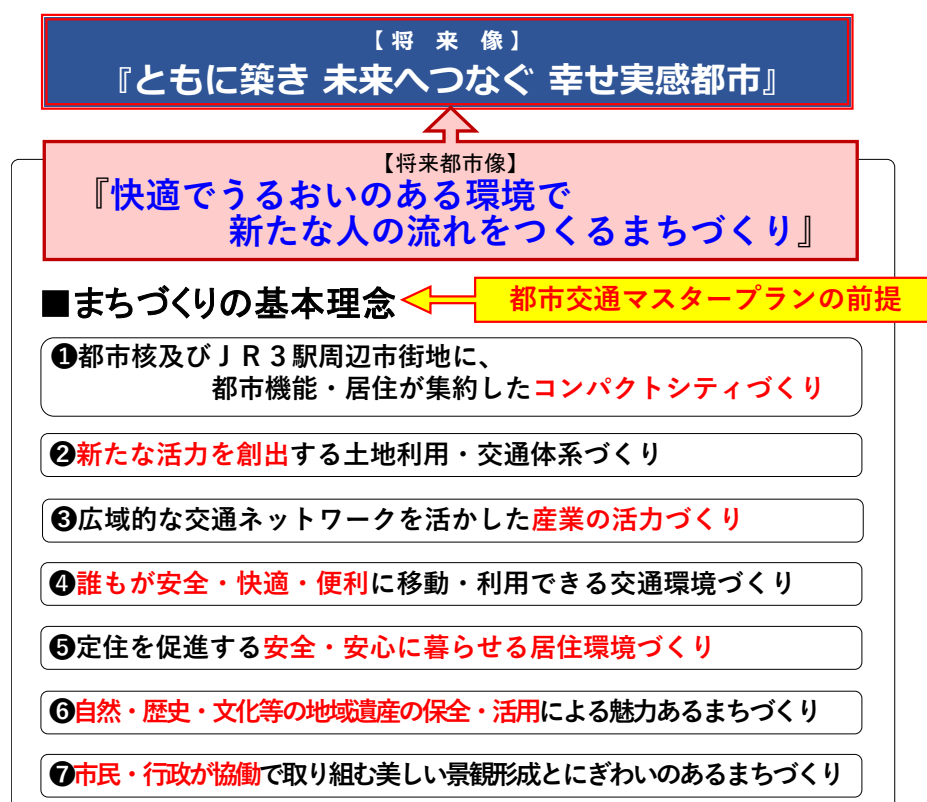 【将 来 像】
『ともに築き 未来へつなぐ 幸せ実感都市』
【将来都市像】
『快適でうるおいのある環境で
新たな人の流れをつくるまちづくり』
■まちづくりの基本理念
都市交通マスタープランの前提
❶都市核及びＪＲ３駅周辺市街地に、
都市機能・居住が集約したコンパクトシティづくり
❷新たな活力を創出する土地利用・交通体系づくり
❸広域的な交通ネットワークを活かした産業の活力づくり
❹誰もが安全・快適・便利に移動・利用できる交通環境づくり
❺定住を促進する安全・安心に暮らせる居住環境づくり
❻自然・歴史・文化等の地域遺産の保全・活用による魅力あるまちづくり
❼市民・行政が協働で取り組む美しい景観形成とにぎわいのあるまちづくり